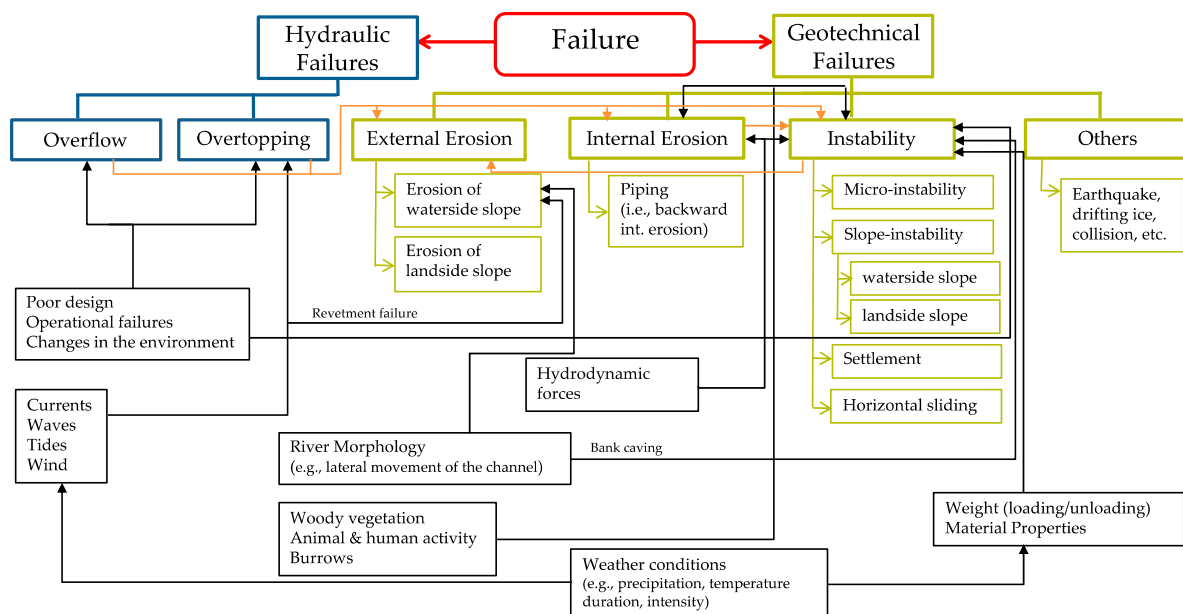 Hydraulic
Failures
Failure
Geotechnical
Failures
Overflow
Overtopping
External Erosion
Internal Erosion
Instability
Others
Erosion of
waterside slope
Erosion of
landside slope
Piping
(i.e., backward
int. erosion)
Micro-instability
Slope-instability
waterside slope
landside slope
Settlement
Horizontal sliding
Earthquake,
drifting ice,
collision, etc.
Poor design
Operational failures
Changes in the environment
Revetment failure
Hydrodynamic
forces
Currents
Waves
Tides
Wind
River Morphology
(e.g., lateral movement of the channel)
Bank caving
Woody vegetation
Animal & human activity
Burrows
Weight (loading/unloading)
Material Properties
Weather conditions
(e.g., precipitation, temperature
duration, intensity)